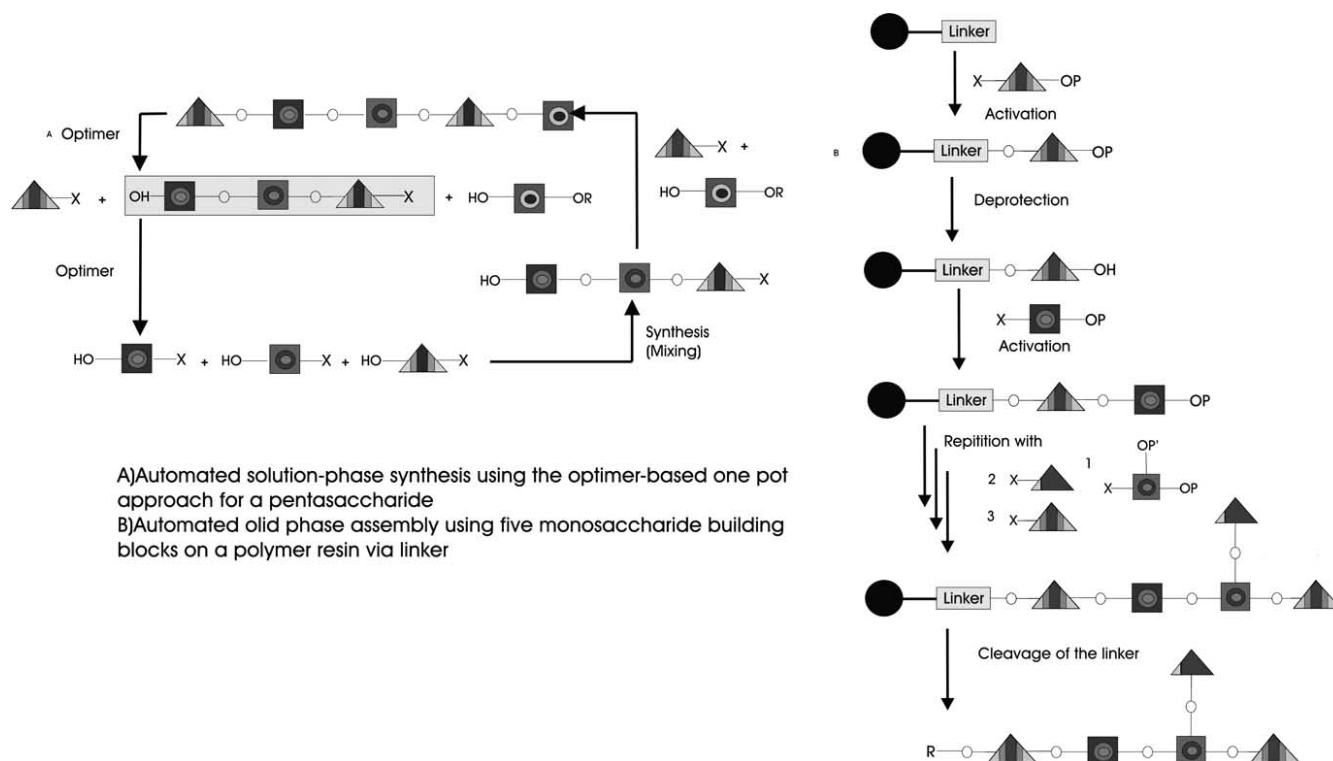 A Optimer
X +
OH
X
+ HO
OR
Optimer
HO
X + HO
X + HO
X
Synthesis
(Mixing)
HO
X
X +
HO
OR
A)Automated solution-phase synthesis using the optimer-based one pot
approach for a pentasaccharide
B)Automated olid phase assembly using five monosaccharide building
blocks on a polymer resin via linker
Linker
X
OP
Activation
B
Linker
OP
Deprotection
Linker
OH
X
OP
Activation
Linker
OP
Repitition with
OP'
1
2 X
X
OP
3 X
Linker
Cleavage of the linker
R